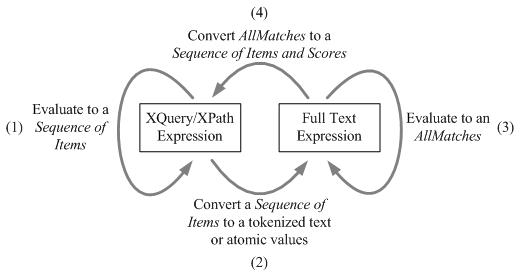 (4)
Convert AllMatches to a
Sequence of Items and Scores
Evaluate to a
Sequence of
Items
(1)
XQuery/XPath
Expression
Full Text
Expression
Evaluate to an
AllMatches
(3)
Convert a Sequence of
Items to a tokenized text
or atomic values
(2)